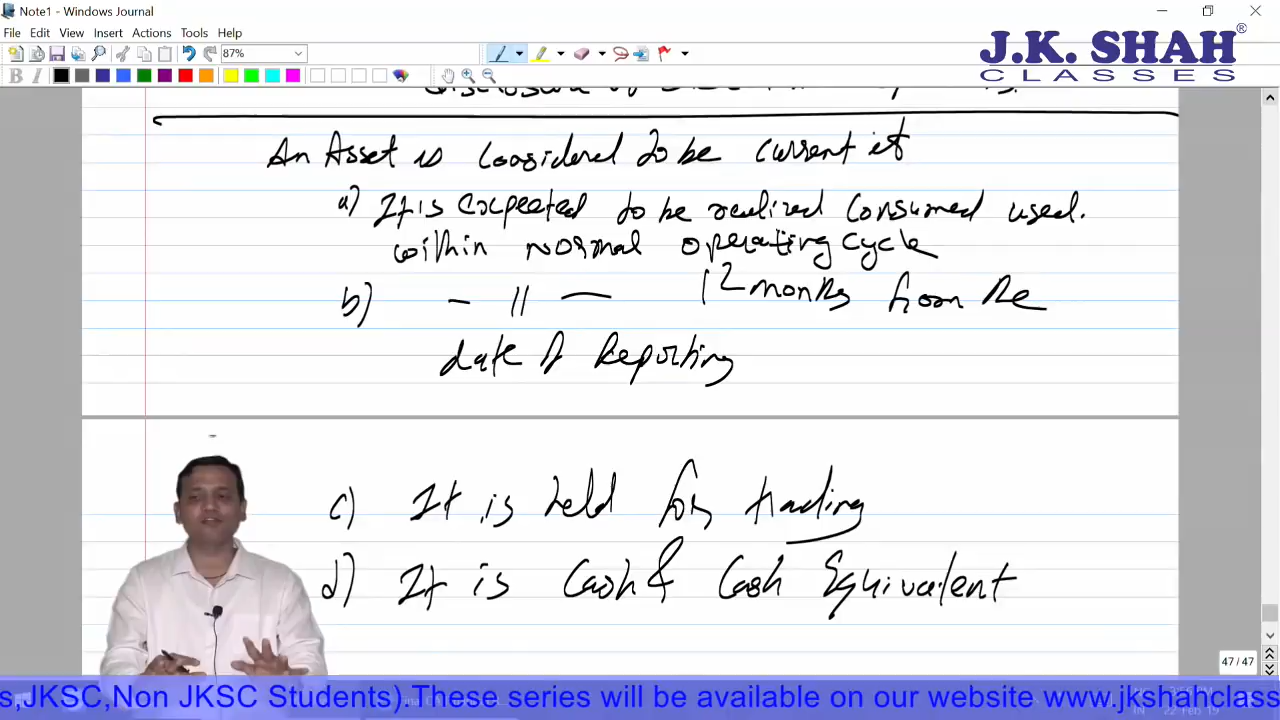 Note1 - Windows Journal
File Edit View Insert Actions Tools Help
87%
J.K. SHAH®
CLASSES
An Asset is Considered to be current if
a) It is expected to be realized consumed used.
within normal operating cycle
b) — 11 — 12 months from the
date of Reporting
c) It is held for trading
d) It is Cash & Cash Equivalent
47 / 47
s,JKSC,Non JKSC Students) These series will be available on our website www.jkshahclass